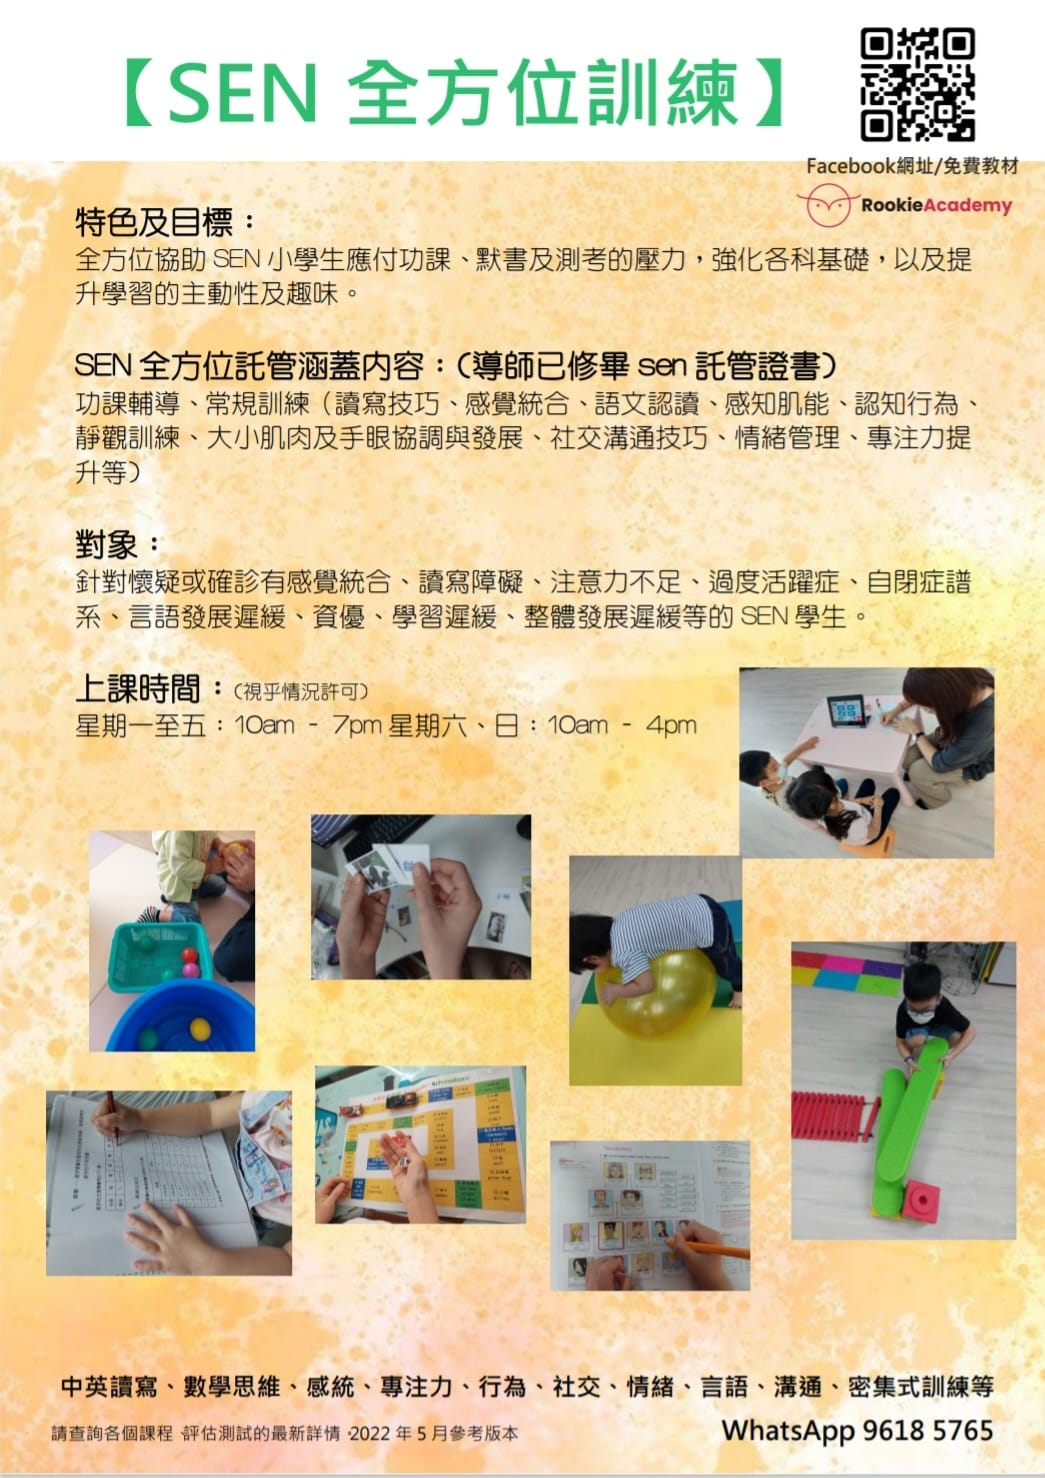 【SEN 全方位訓練】
Facebook網址/免費教材
RookieAcademy
特色及目標：
全方位協助 SEN 小學生應付功課、默書及測考的壓力，強化各科基礎，以及提
升學習的主動性及趣味。
SEN 全方位託管涵蓋內容：（導師已修畢 sen 託管證書）
功課輔導、常規訓練（讀寫技巧、感覺統合、語文認讀、感知肌能、認知行為、
靜觀訓練、大小肌肉及手眼協調與發展、社交溝通技巧、情緒管理、專注力提
升等）
對象：
針對懷疑或確診有感覺統合、讀寫障礙、注意力不足、過度活躍症、自閉症譜
系、言語發展遲緩、資優、學習遲緩、整體發展遲緩等的 SEN 學生。
上課時間：（視乎情況許可）
星期一至五：10am - 7pm 星期六、日：10am - 4pm
中英讀寫、數學思維、感統、專注力、行為、社交、情緒、言語、溝通、密集式訓練等
請查詢各個課程 評估測試的最新詳情 2022 年 5 月參考版本
WhatsApp 9618 5765